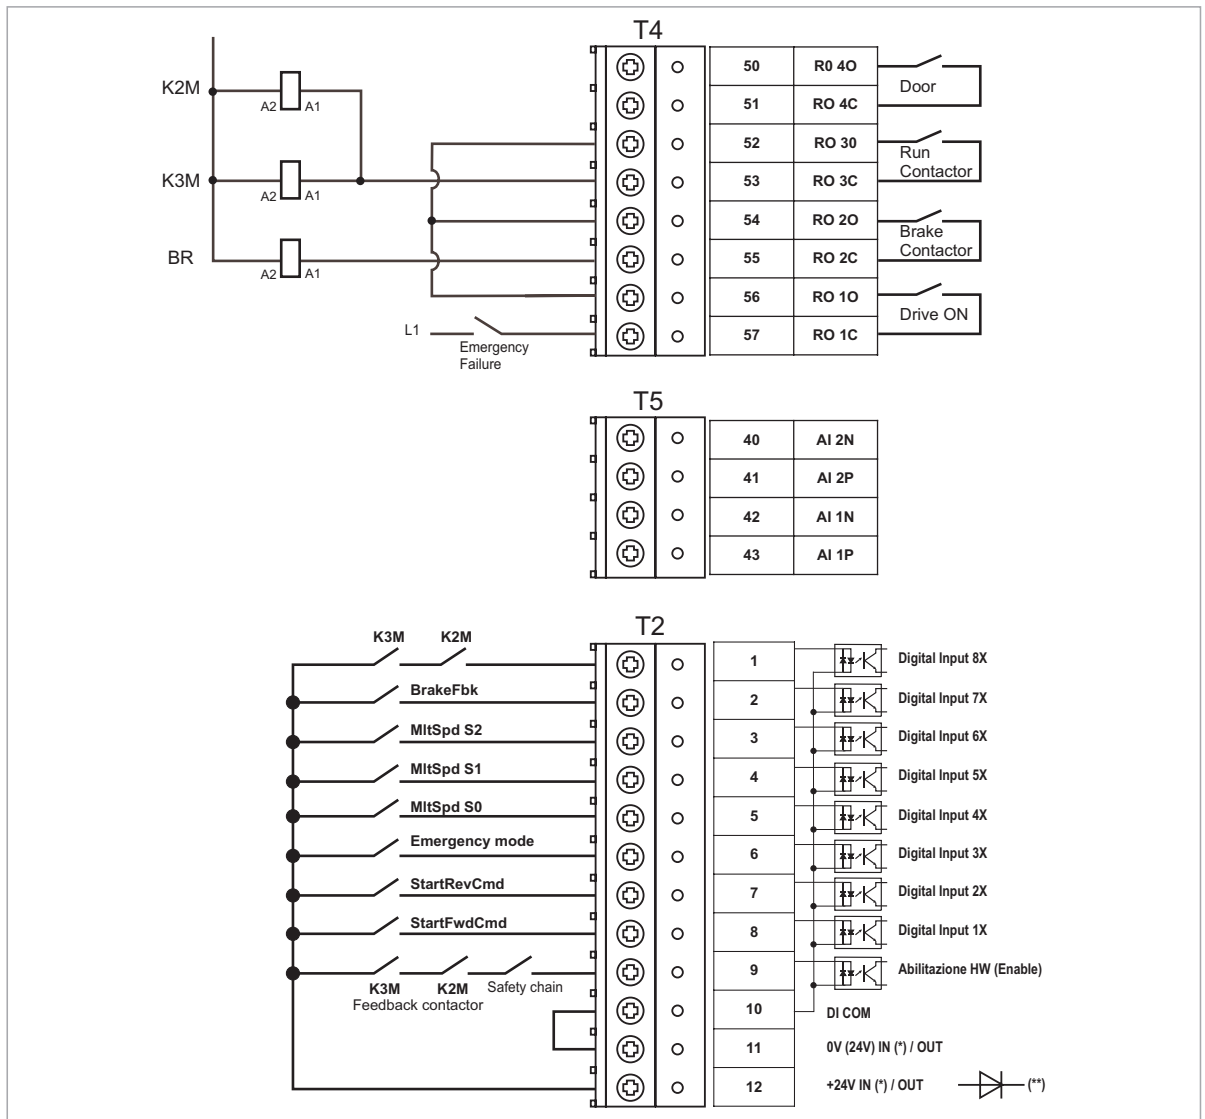 T4
K2M
A2 A1
K3M
A2 A1
BR
A2 A1
L1
Emergency
Failure
50 R0 4O
51 RO 4C
52 RO 30
53 RO 3C
54 RO 2O
55 RO 2C
56 RO 1O
57 RO 1C
Door
Run
Contactor
Brake
Contactor
Drive ON
T5
40 AI 2N
41 AI 2P
42 AI 1N
43 AI 1P
T2
K3M K2M 1 Digital Input 8X
BrakeFbk 2 Digital Input 7X
MltSpd S2 3 Digital Input 6X
MltSpd S1 4 Digital Input 5X
MltSpd S0 5 Digital Input 4X
Emergency mode 6 Digital Input 3X
StartRevCmd 7 Digital Input 2X
StartFwdCmd 8 Digital Input 1X
K3M K2M Safety chain 9 Abilitazione HW (Enable)
Feedback contactor
10 DI COM
11 0V (24V) IN (*) / OUT
12 +24V IN (*) / OUT (**)